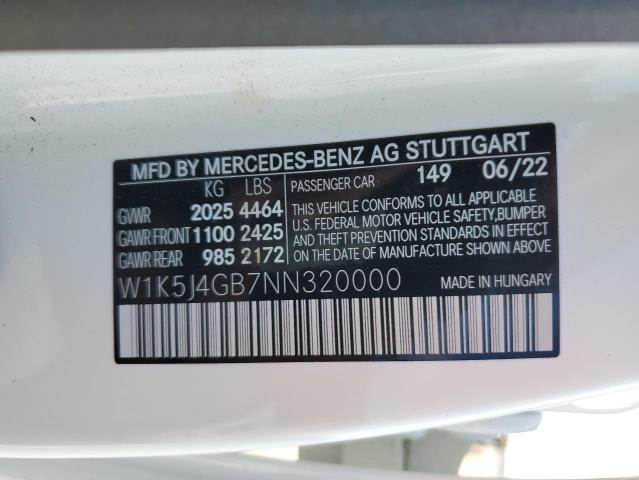 MFD BY MERCEDES-BENZ AG STUTTGART
KG LBS
GVWR 2025 4464
GAWR FRONT 1100 2425
GAWR REAR 985 2172
PASSENGER CAR 149 06/22
THIS VEHICLE CONFORMS TO ALL APPLICABLE
U.S. FEDERAL MOTOR VEHICLE SAFETY, BUMPER
AND THEFT PREVENTION STANDARDS IN EFFECT
ON THE DATE OF MANUFACTURE SHOWN ABOVE
W1K5J4GB7NN320000
MADE IN HUNGARY